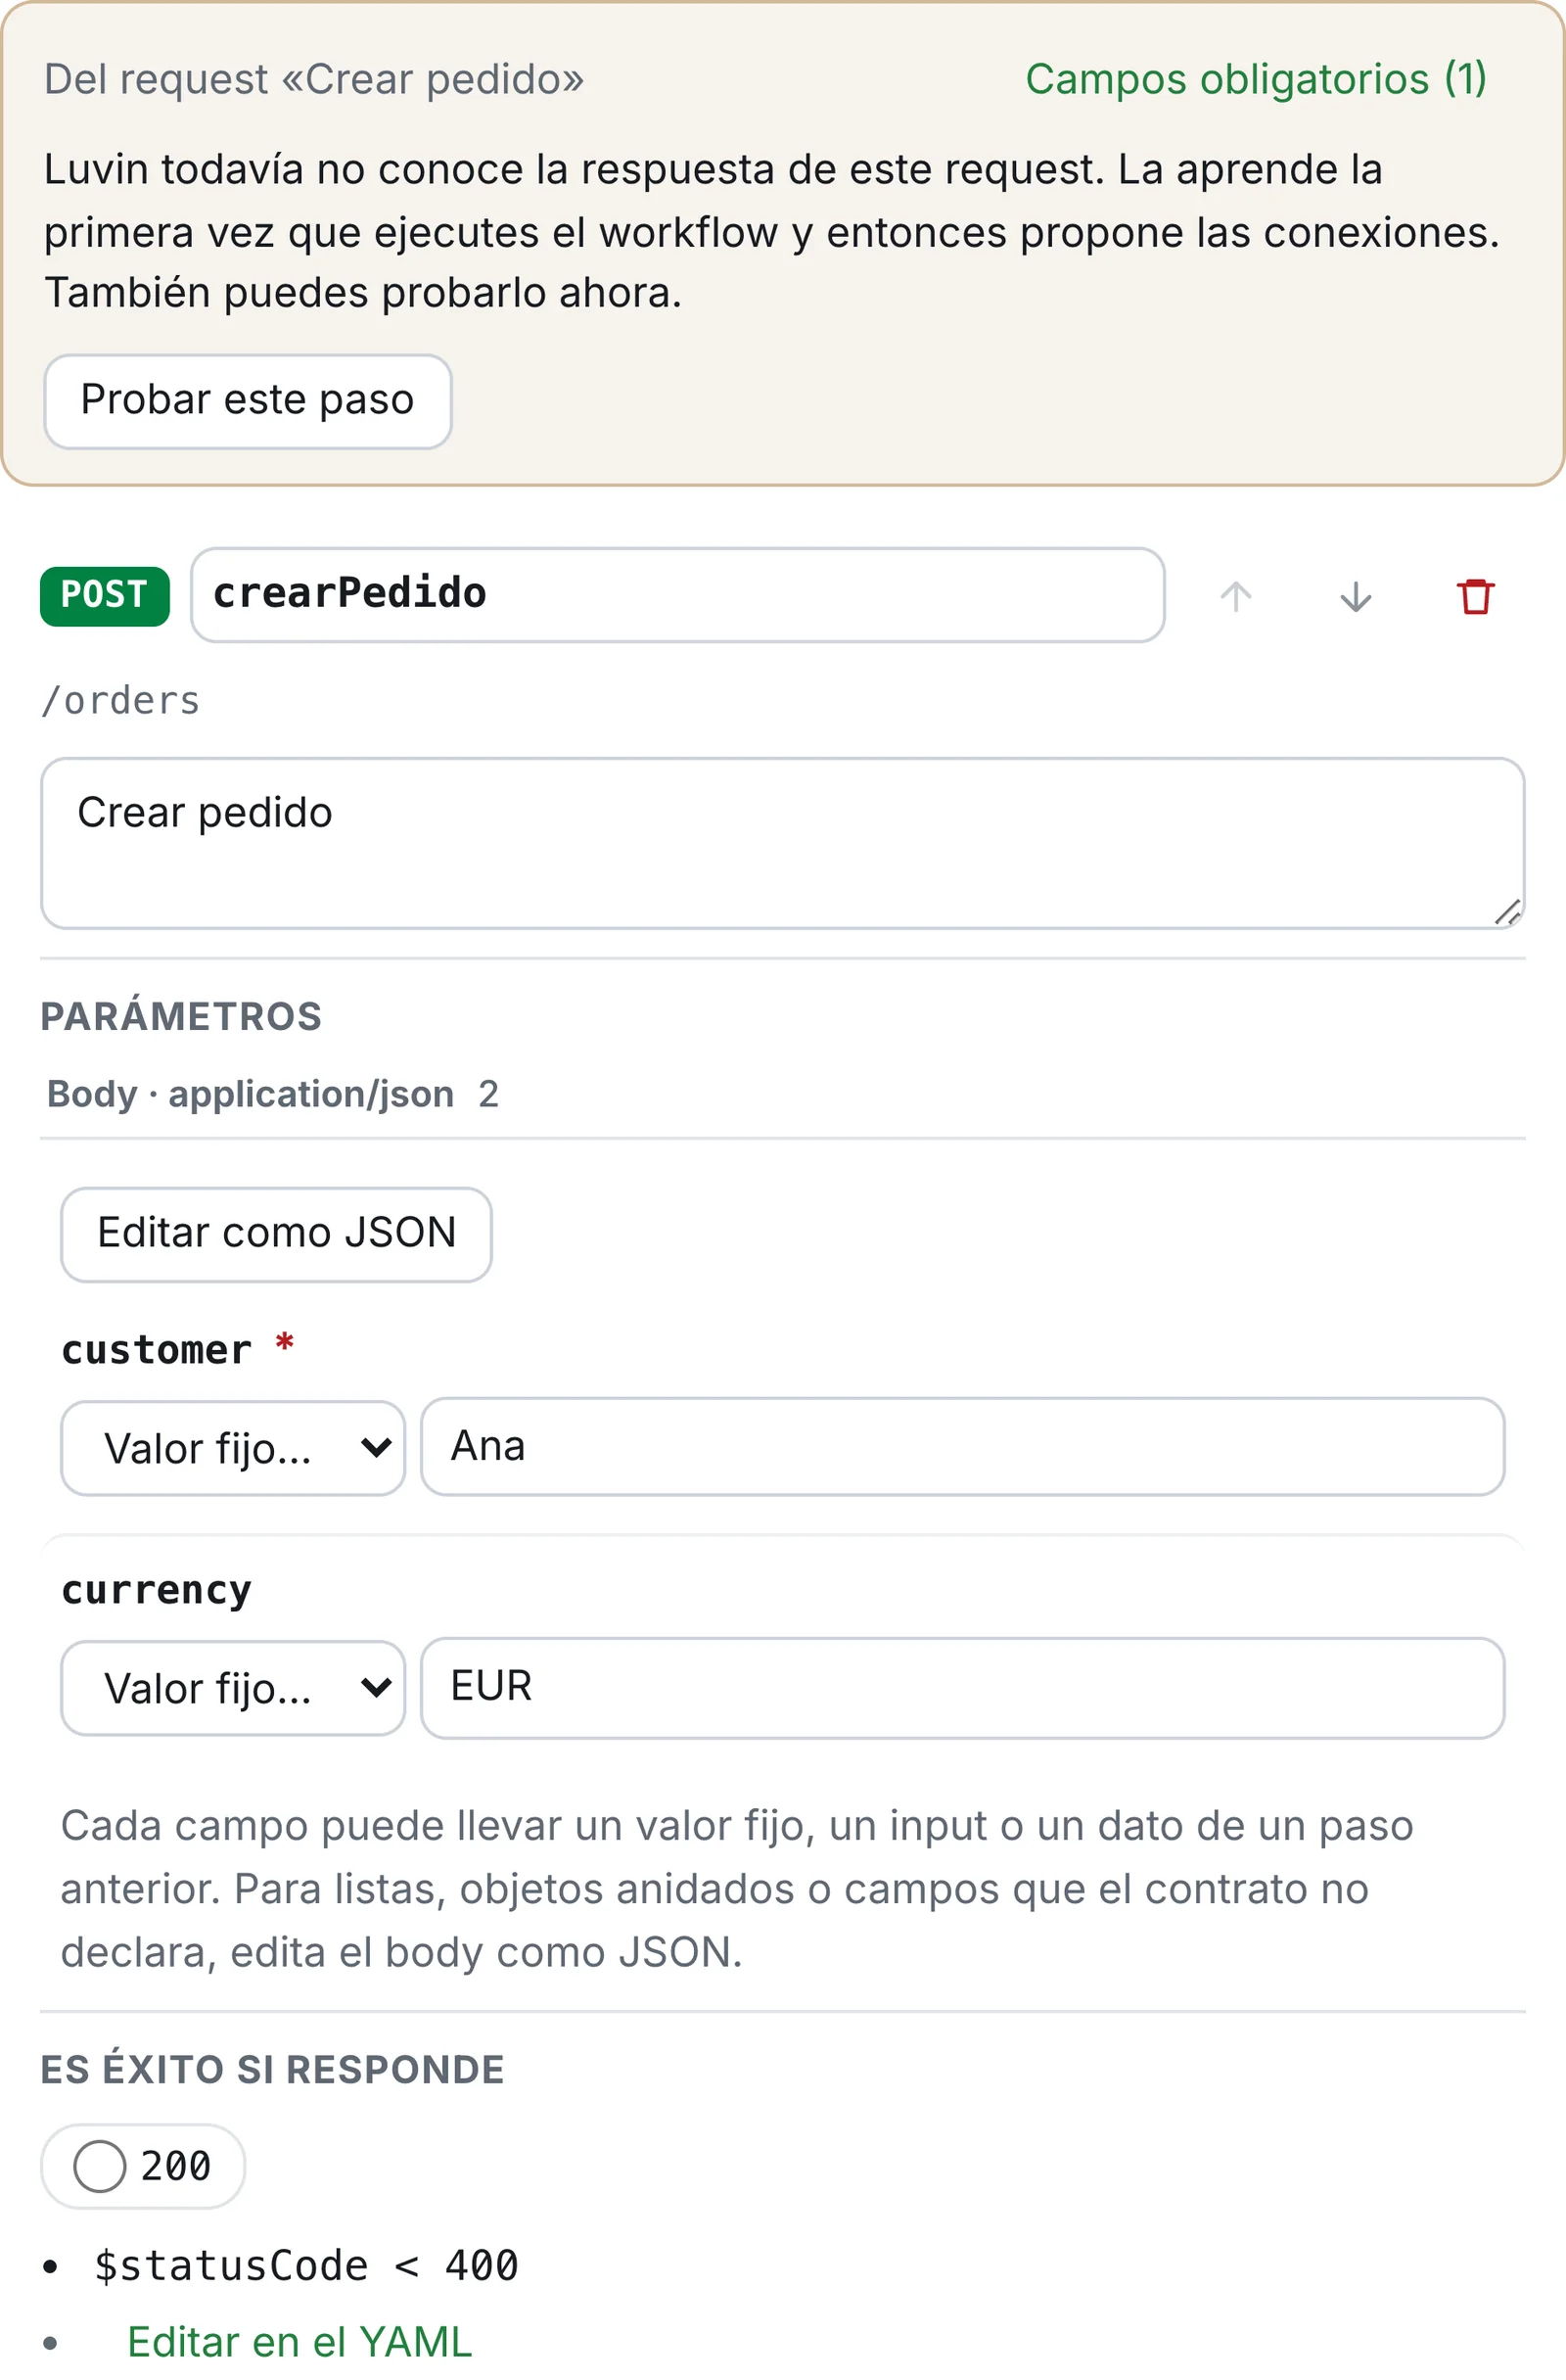 Del request «Crear pedido»
Campos obligatorios (1)
Luvin todavía no conoce la respuesta de este request. La aprende la
primera vez que ejecutes el workflow y entonces propone las conexiones.
También puedes probarlo ahora.
Probar este paso
POST
crearPedido
/orders
Crear pedido
PARÁMETROS
Body · application/json 2
Editar como JSON
customer *
Valor fijo...
Ana
currency
Valor fijo...
EUR
Cada campo puede llevar un valor fijo, un input o un dato de un paso
anterior. Para listas, objetos anidados o campos que el contrato no
declara, edita el body como JSON.
ES ÉXITO SI RESPONDE
200
• $statusCode < 400
• Editar en el YAML